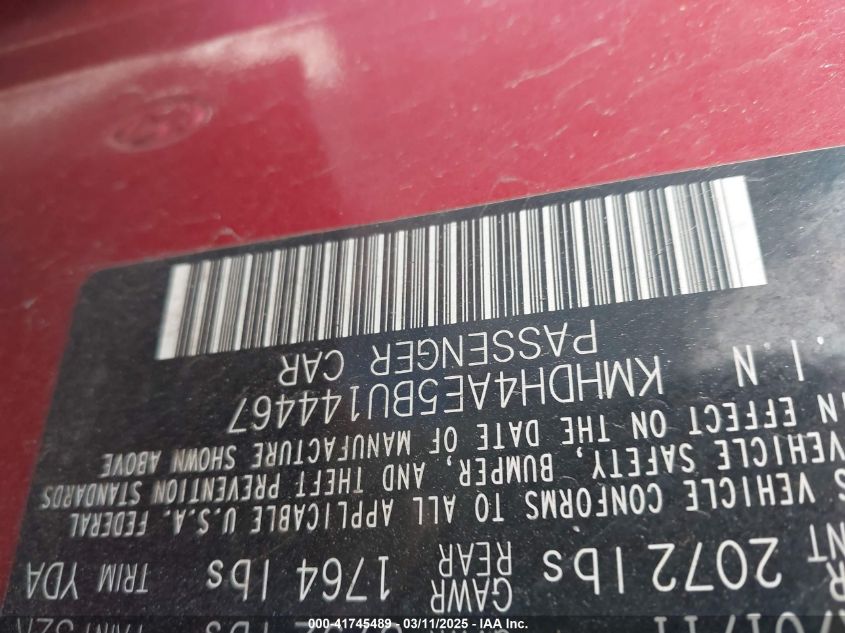 2072 lbs GAWR REAR 1764 lbs TRIM YDA
S VEHICLE CONFORMS TO ALL APPLICABLE U.S.A. FEDERAL
VEHICLE SAFETY, BUMPER, AND THEFT PREVENTION STANDARDS
IN EFFECT ON THE DATE OF MANUFACTURE SHOWN ABOVE
.I.N KMHDH4AE5BU144467
PASSENGER CAR
000-41745489 - 03/11/2025 - IAA Inc.